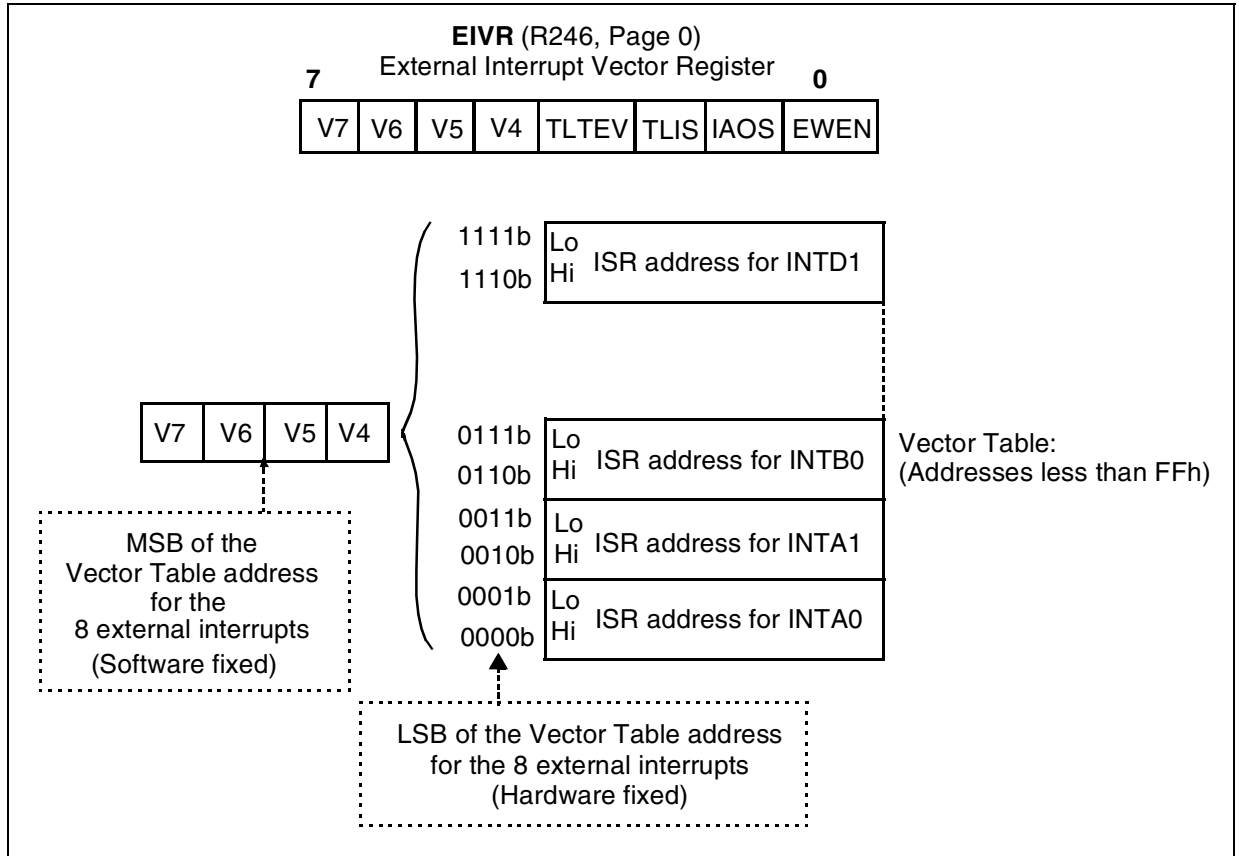 EIVR (R246, Page 0)
External Interrupt Vector Register
7 0
V7 V6 V5 V4 TLTEV TLIS IAOS EWEN
1111b Lo
ISR address for INTD1
1110b Hi
V7 V6 V5 V4
0111b Lo
ISR address for INTB0
0110b Hi
0011b Lo
ISR address for INTA1
0010b Hi
0001b Lo
ISR address for INTA0
0000b Hi
Vector Table:
(Addresses less than FFh)
MSB of the
Vector Table address
for the
8 external interrupts
(Software fixed)
LSB of the Vector Table address
for the 8 external interrupts
(Hardware fixed)